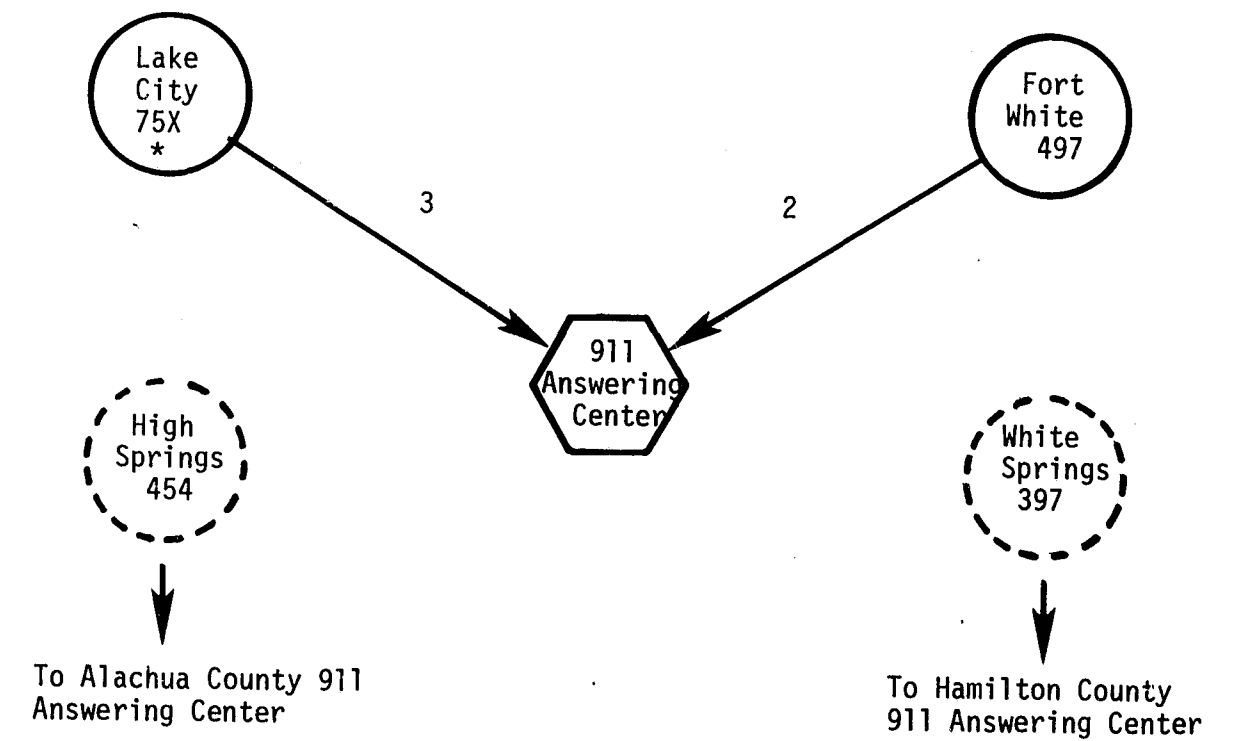 Lake
City
75X
*
Fort
White
497
3
2
911
Answering
Center
High
Springs
454
White
Springs
397
To Alachua County 911
Answering Center
To Hamilton County
911 Answering Center